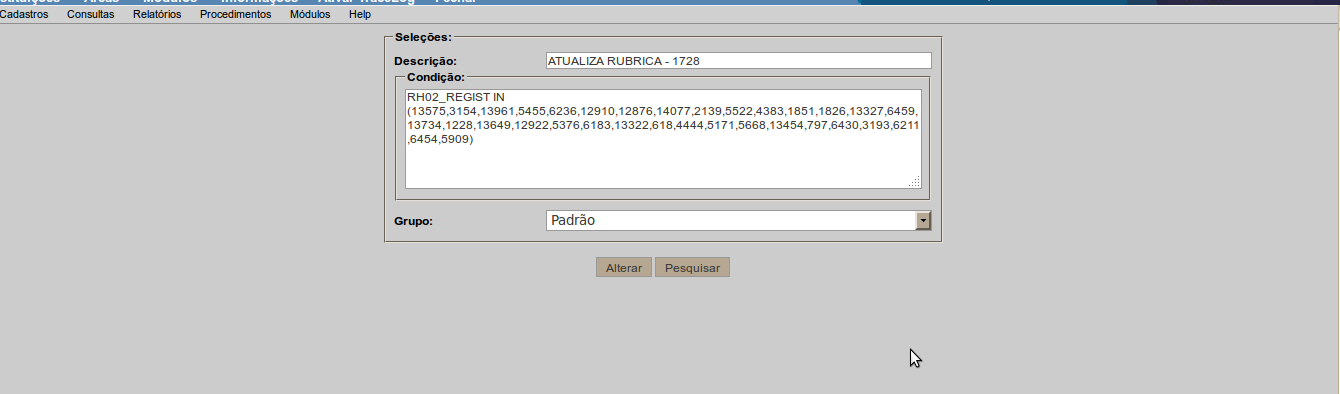 Cadastros Consultas Relatórios Procedimentos Módulos Help
Seleções:
Descrição: ATUALIZA RUBRICA - 1728
Condição:
RH02_REGIST IN
(13575,3154,13961,5455,6236,12910,12876,14077,2139,5522,4383,1851,1826,13327,6459,
13734,1228,13649,12922,5376,6183,13322,618,4444,5171,5668,13454,797,6430,3193,6211
,6454,5909)
Grupo: Padrão
Alterar Pesquisar